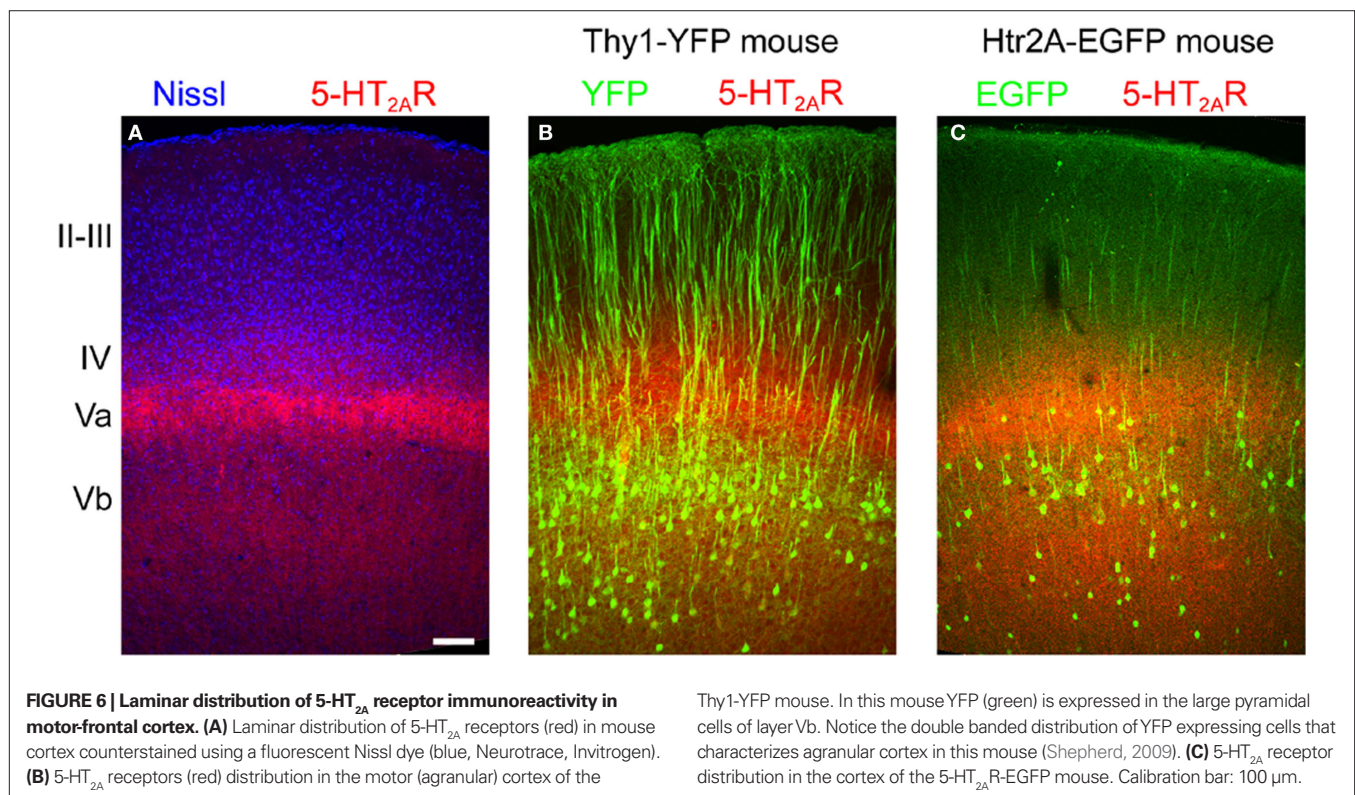 Thy1-YFP mouse
Htr2A-EGFP mouse
Nissl 5-HT2AR
YFP 5-HT2AR
EGFP 5-HT2AR
A
B
C
II-III
IV
Va
Vb
FIGURE 6 | Laminar distribution of 5-HT2A receptor immunoreactivity in
motor-frontal cortex. (A) Laminar distribution of 5-HT2A receptors (red) in mouse
cortex counterstained using a fluorescent Nissl dye (blue, Neurotrace, Invitrogen).
(B) 5-HT2A receptors (red) distribution in the motor (agranular) cortex of the
Thy1-YFP mouse. In this mouse YFP (green) is expressed in the large pyramidal
cells of layer Vb. Notice the double banded distribution of YFP expressing cells that
characterizes agranular cortex in this mouse (Shepherd, 2009). (C) 5-HT2A receptor
distribution in the cortex of the 5-HT2AR-EGFP mouse. Calibration bar: 100 μm.